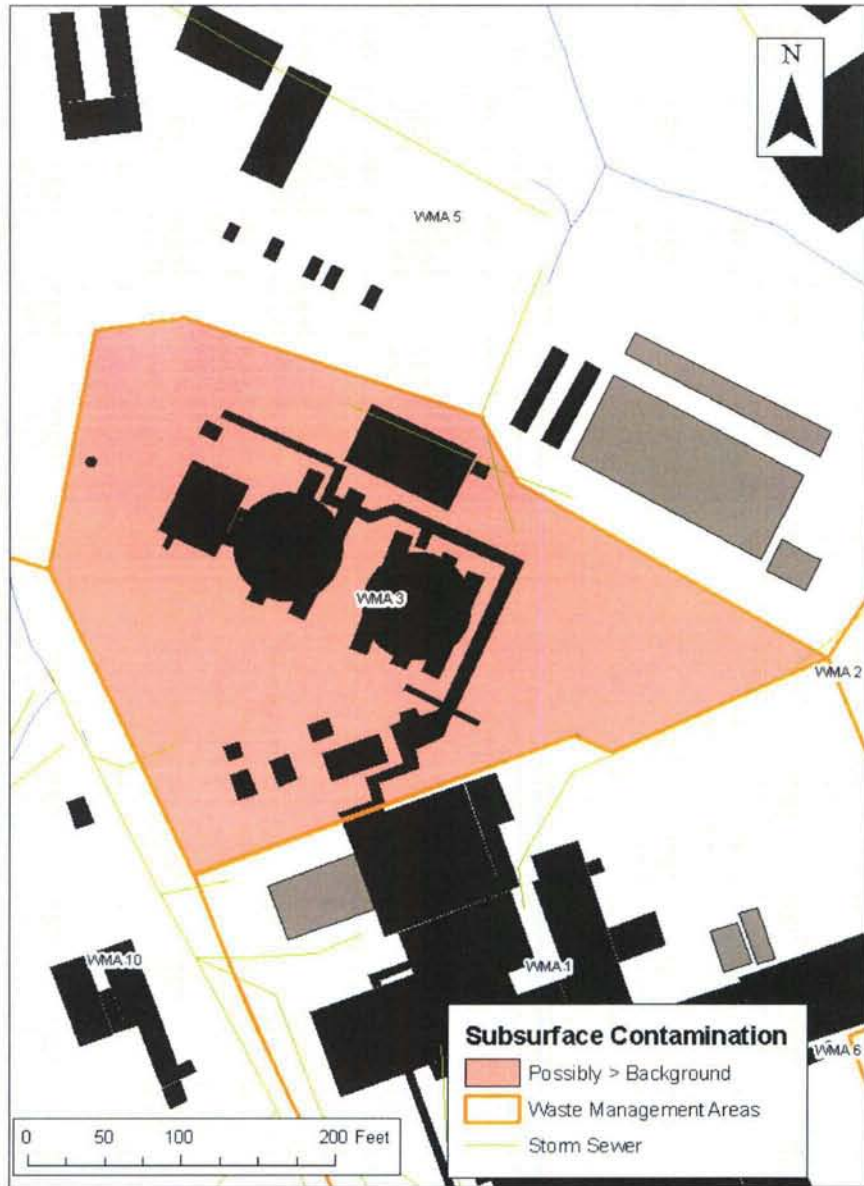 N
WMA 5
WMA 3
WMA 2
WMA 10
WMA 1
WMA 6
Subsurface Contamination
Possibly > Background
Waste Management Areas
Storm Sewer
0 50 100 200 Feet